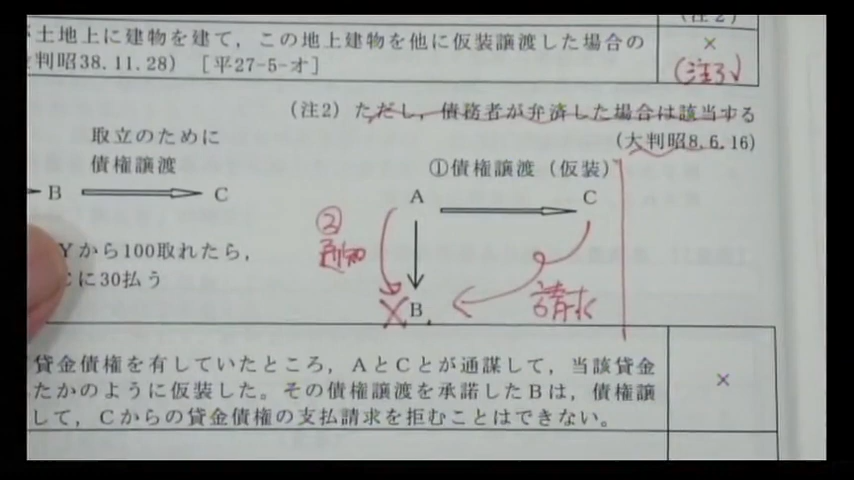 (注2)
土地上に建物を建て，この地上建物を他に仮装譲渡した場合の
判昭38.11.28) [平27-5-オ]
×
(注3)
(注2) ただし，債務者が弁済した場合は該当する
(大判昭8.6.16)
取立のために
債権譲渡
B C
①債権譲渡（仮装）
A C
②
通知
Yから100取れたら，
に30払う
B
請求
貸金債権を有していたところ，AとCとが通謀して，当該貸金
たかのように仮装した。その債権譲渡を承諾したBは，債権譲
して，Cからの貸金債権の支払請求を拒むことはできない。
×